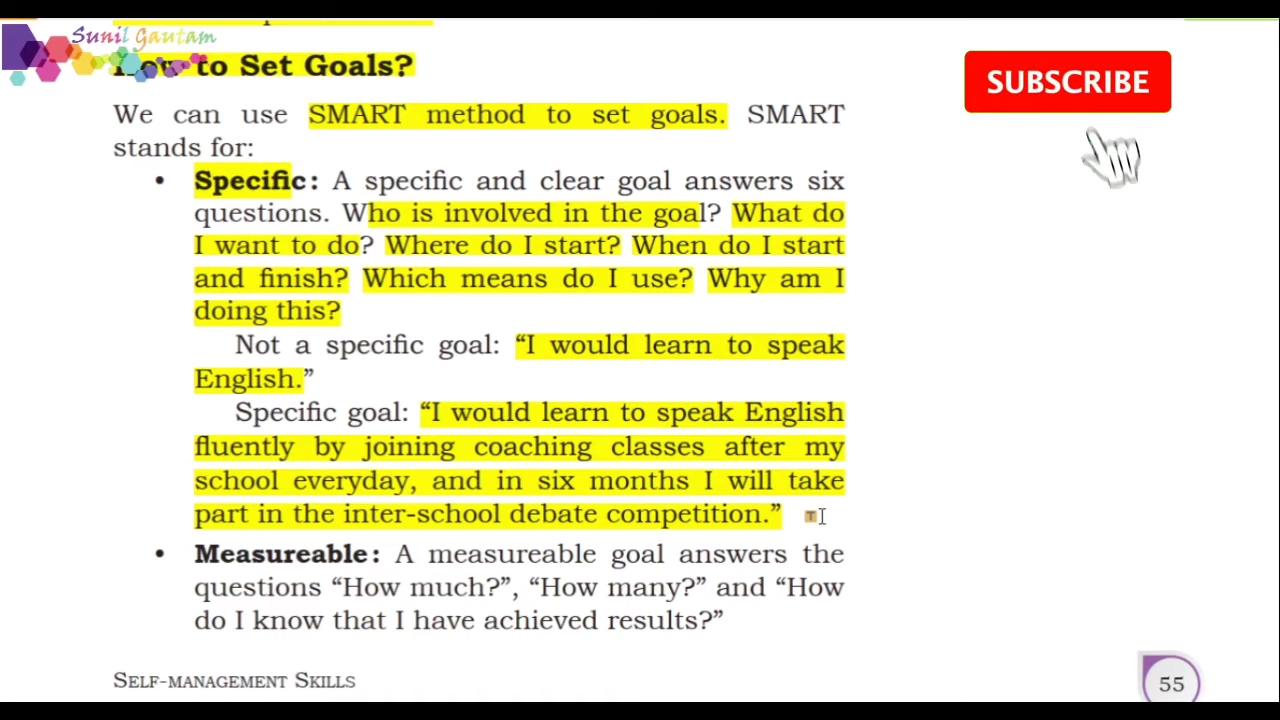 Sunil Gautam
How to Set Goals?
SUBSCRIBE
We can use SMART method to set goals. SMART
stands for:
• Specific: A specific and clear goal answers six
questions. Who is involved in the goal? What do
I want to do? Where do I start? When do I start
and finish? Which means do I use? Why am I
doing this?
Not a specific goal: “I would learn to speak
English.”
Specific goal: “I would learn to speak English
fluently by joining coaching classes after my
school everyday, and in six months I will take
part in the inter-school debate competition.”
• Measureable: A measureable goal answers the
questions “How much?”, “How many?” and “How
do I know that I have achieved results?”
SELF-MANAGEMENT SKILLS
55